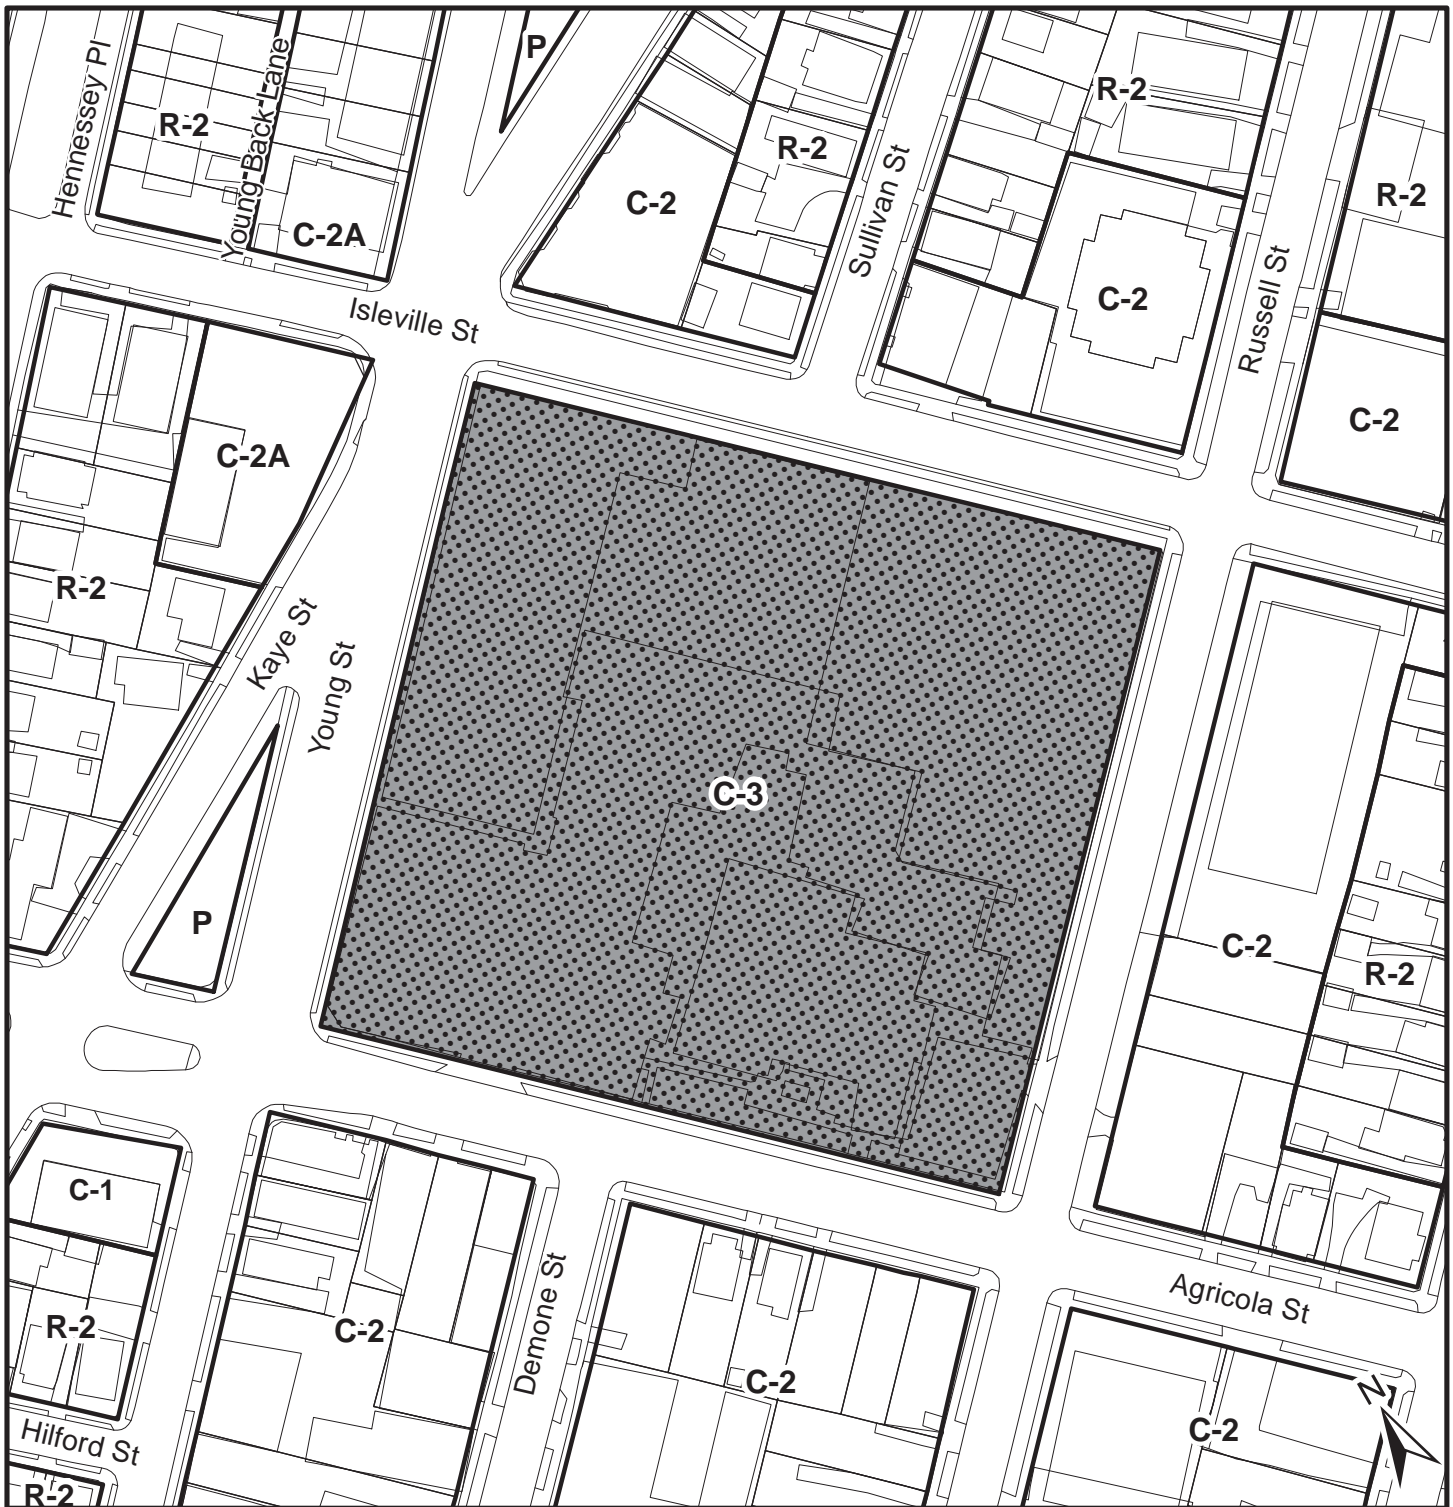 P
Hennessey Pl
R-2
Young Back Lane
R-2
R-2
R-2
Sullivan St
C-2
C-2A
C-2
Russell St
Isleville St
C-2
C-2A
R-2
Kaye St
Young St
C-3
P
C-2
R-2
C-1
Agricola St
R-2
C-2
Demone St
C-2
N
C-2
Hilford St
R-2